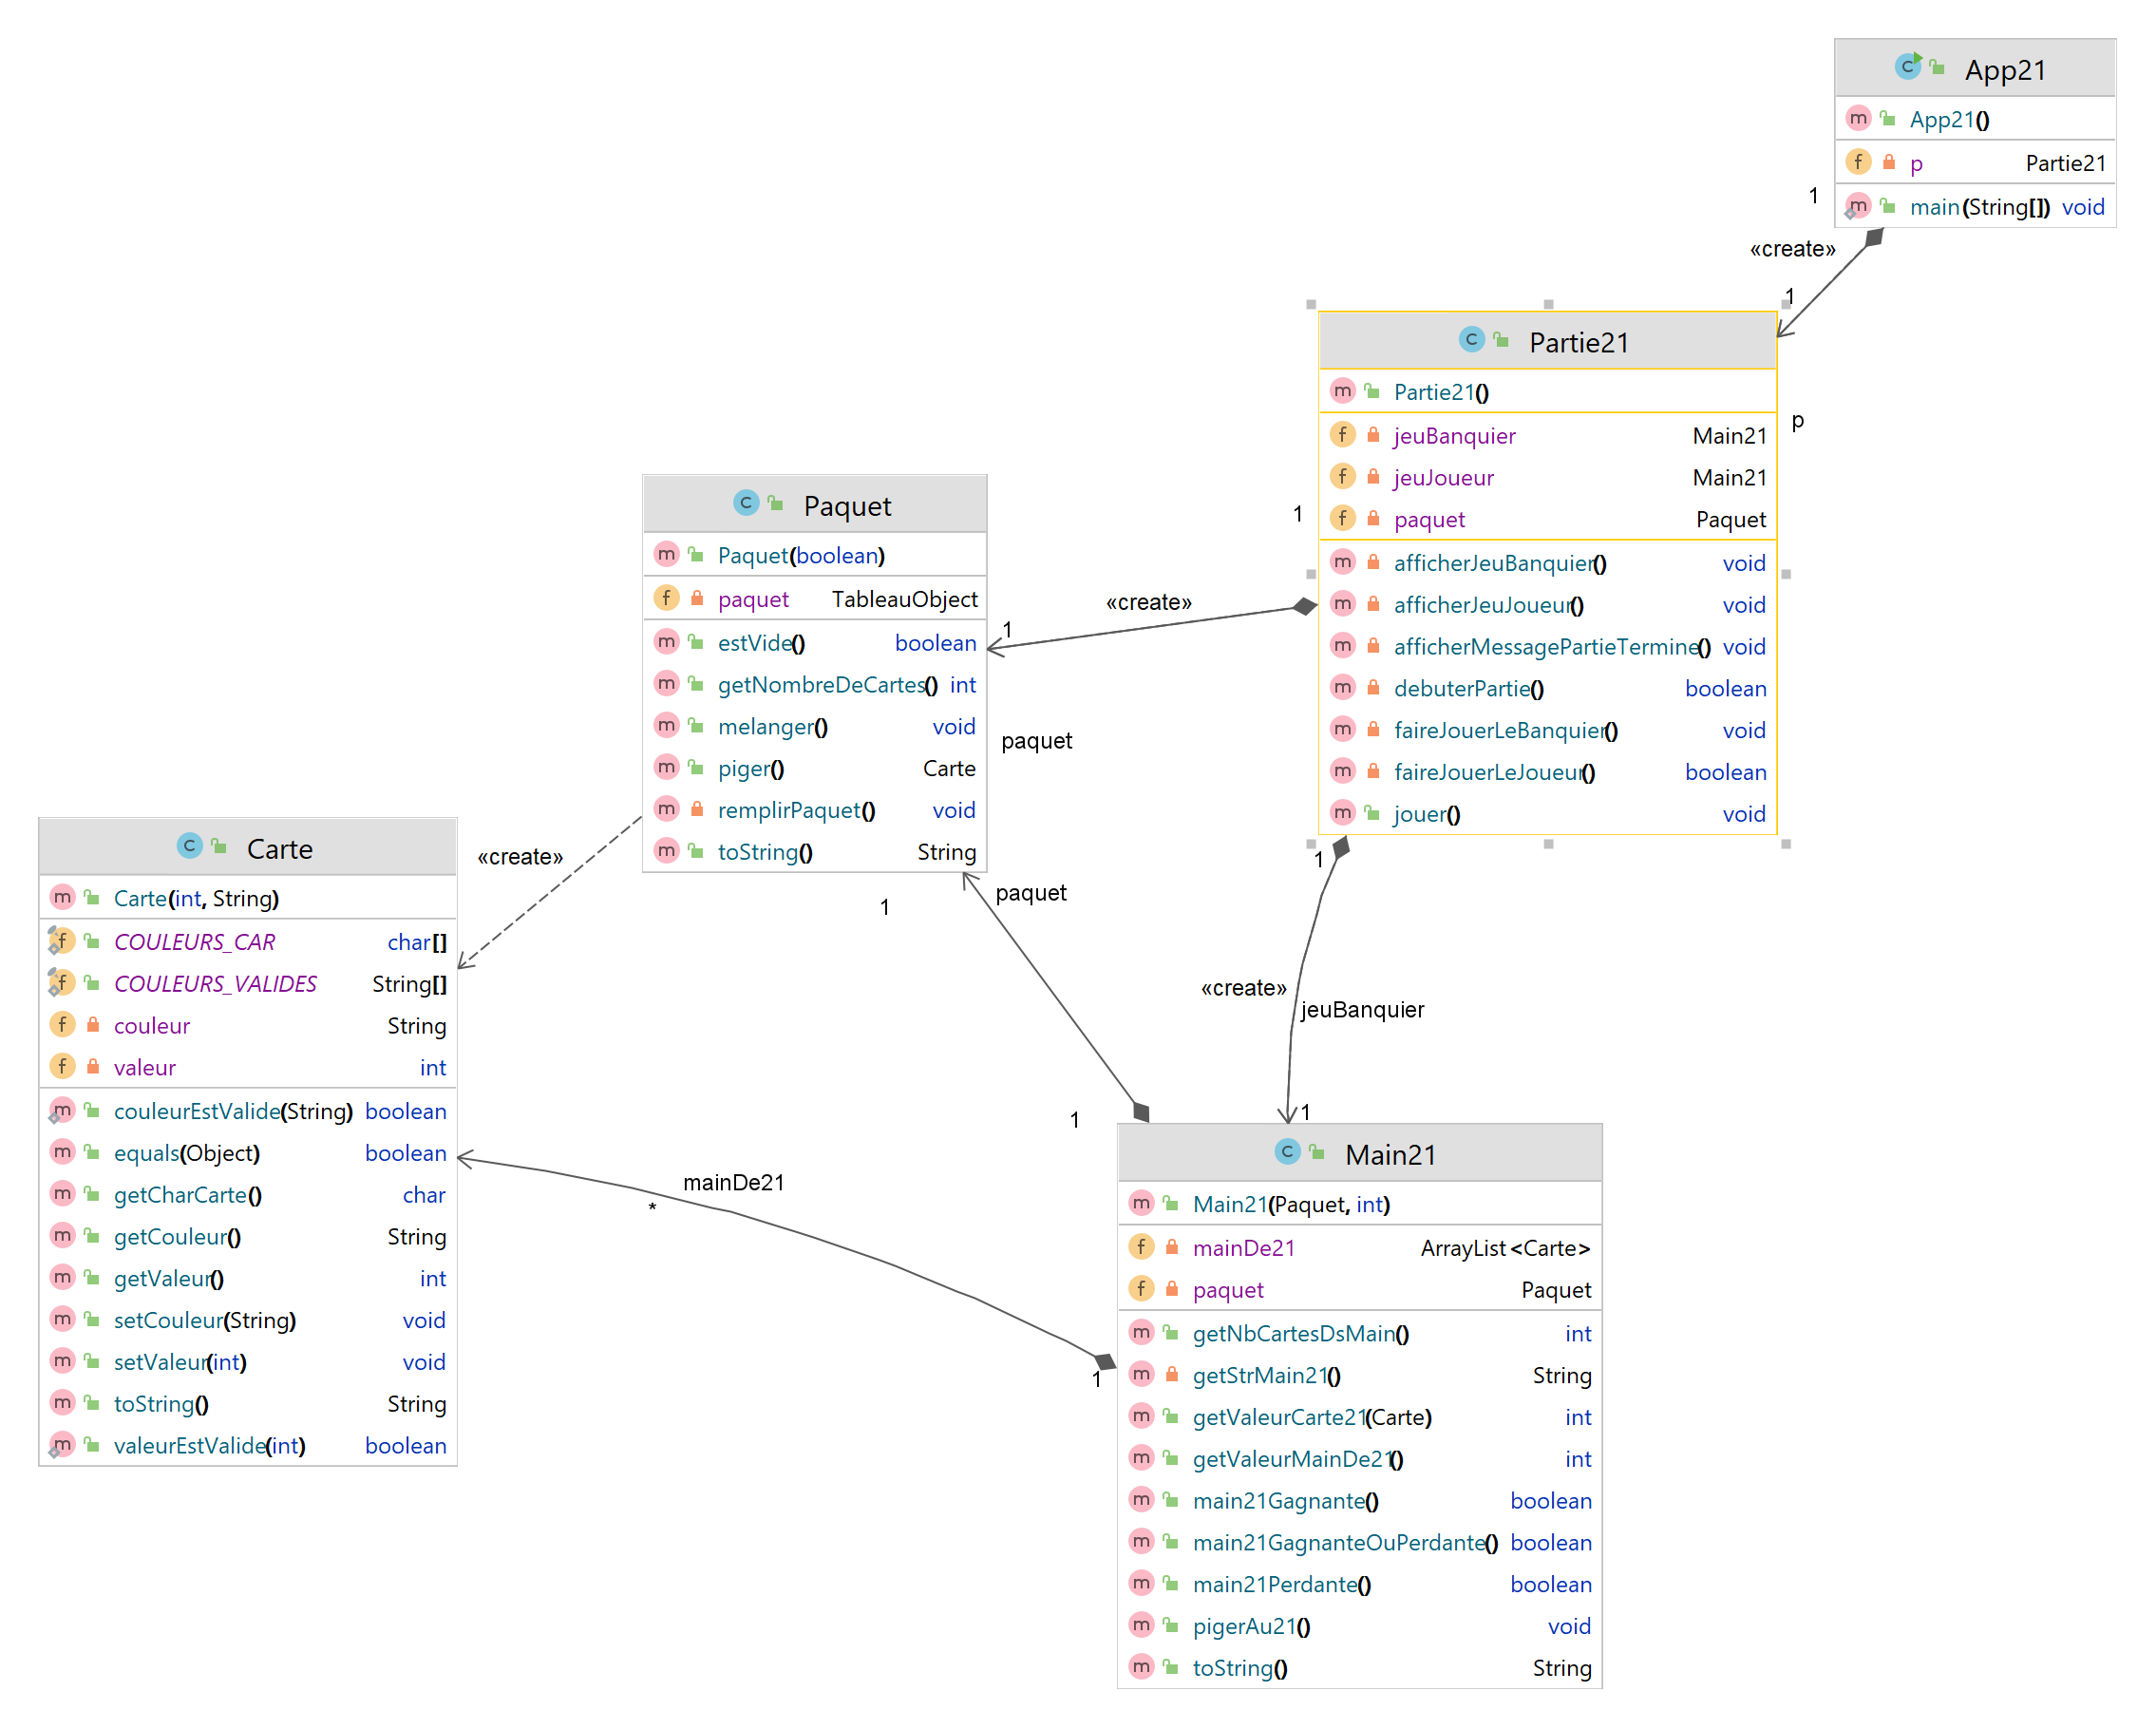 App21
App21()
p Partie21
main(String[]) void
1
«create»
1
p
Partie21
Partie21()
jeuBanquier Main21
jeuJoueur Main21
paquet Paquet
afficherJeuBanquier() void
afficherJeuJoueur() void
afficherMessagePartieTermine() void
debuterPartie() boolean
faireJouerLeBanquier() void
faireJouerLeJoueur() boolean
jouer() void
1
«create»
1
paquet
Paquet
Paquet(boolean)
paquet TableauObject
estVide() boolean
getNombreDeCartes() int
melanger() void
piger() Carte
remplirPaquet() void
toString() String
«create»
1
paquet
1
1
«create»
jeuBanquier
1
Carte
Carte(int, String)
COULEURS_CAR char[]
COULEURS_VALIDES String[]
couleur String
valeur int
couleurEstValide(String) boolean
equals(Object) boolean
getCharCarte() char
getCouleur() String
getValeur() int
setCouleur(String) void
setValeur(int) void
toString() String
valeurEstValide(int) boolean
mainDe21
*
1
Main21
Main21(Paquet, int)
mainDe21 ArrayList<Carte>
paquet Paquet
getNbCartesDsMain() int
getStrMain21() String
getValeurCarte21(Carte) int
getValeurMainDe21() int
main21Gagnante() boolean
main21GagnanteOuPerdante() boolean
main21Perdante() boolean
pigerAu21() void
toString() String